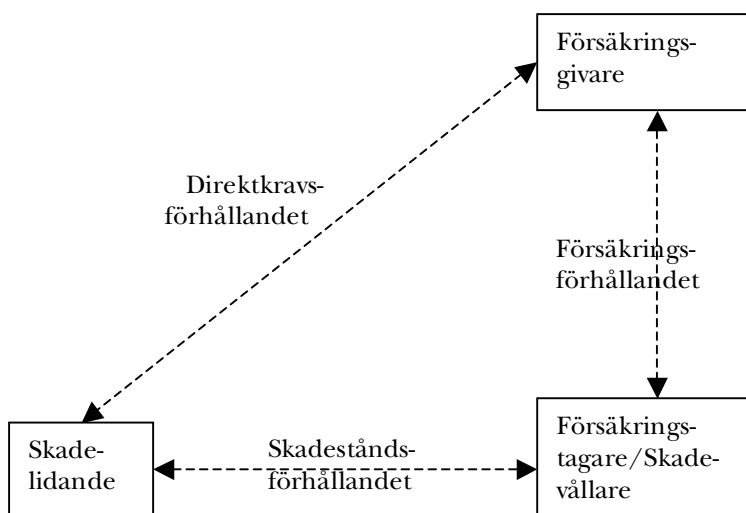 Försäkrings-
givare
Direktkravs-
förhållandet
Försäkrings-
förhållandet
Skade-
lidande
Skadestånds-
förhållandet
Försäkrings-
tagare/Skade-
vållare